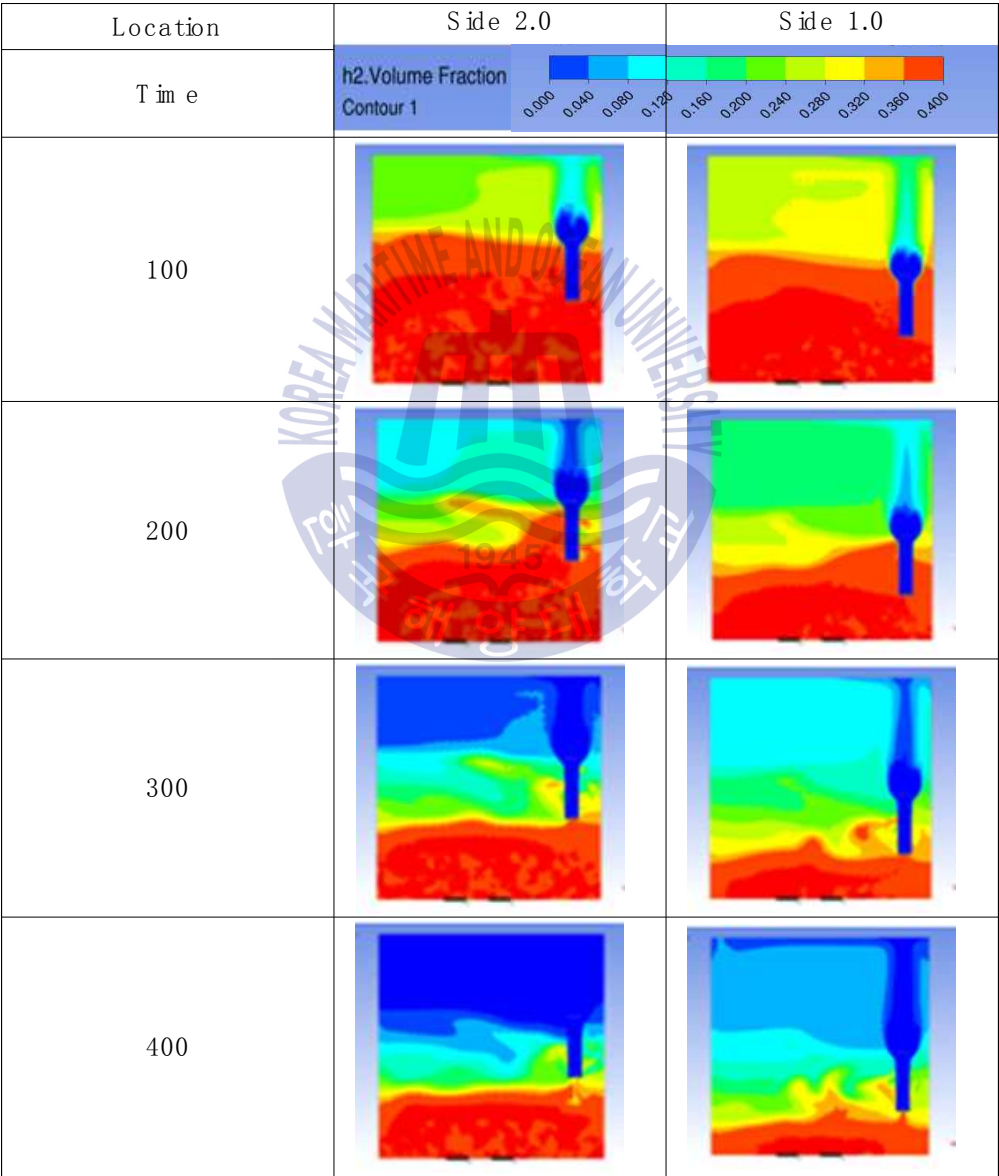 Location
Side 2.0
Side 1.0
Time
h2.Volume Fraction
Contour 1
0.000 0.040 0.080 0.120 0.160 0.200 0.240 0.280 0.320 0.360 0.400
100
200
300
400
KOREA MARITIME AND OCEAN UNIVERSITY
1945